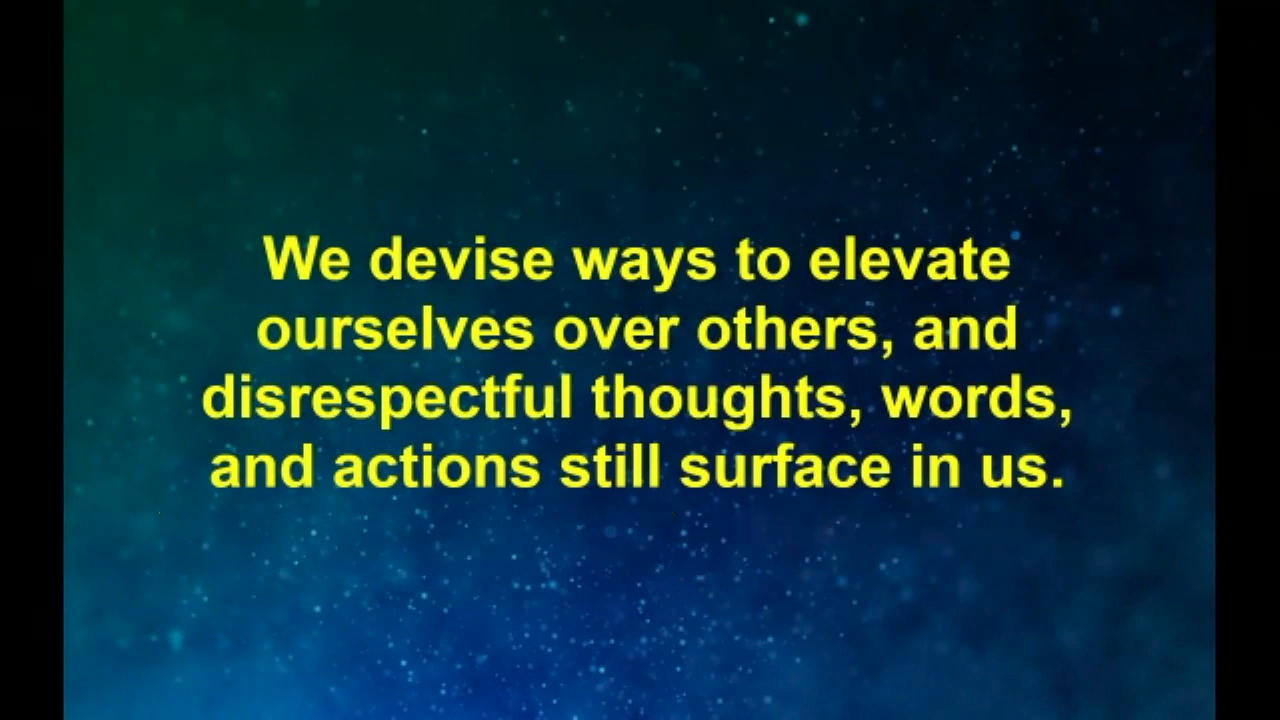 We devise ways to elevate
ourselves over others, and
disrespectful thoughts, words,
and actions still surface in us.